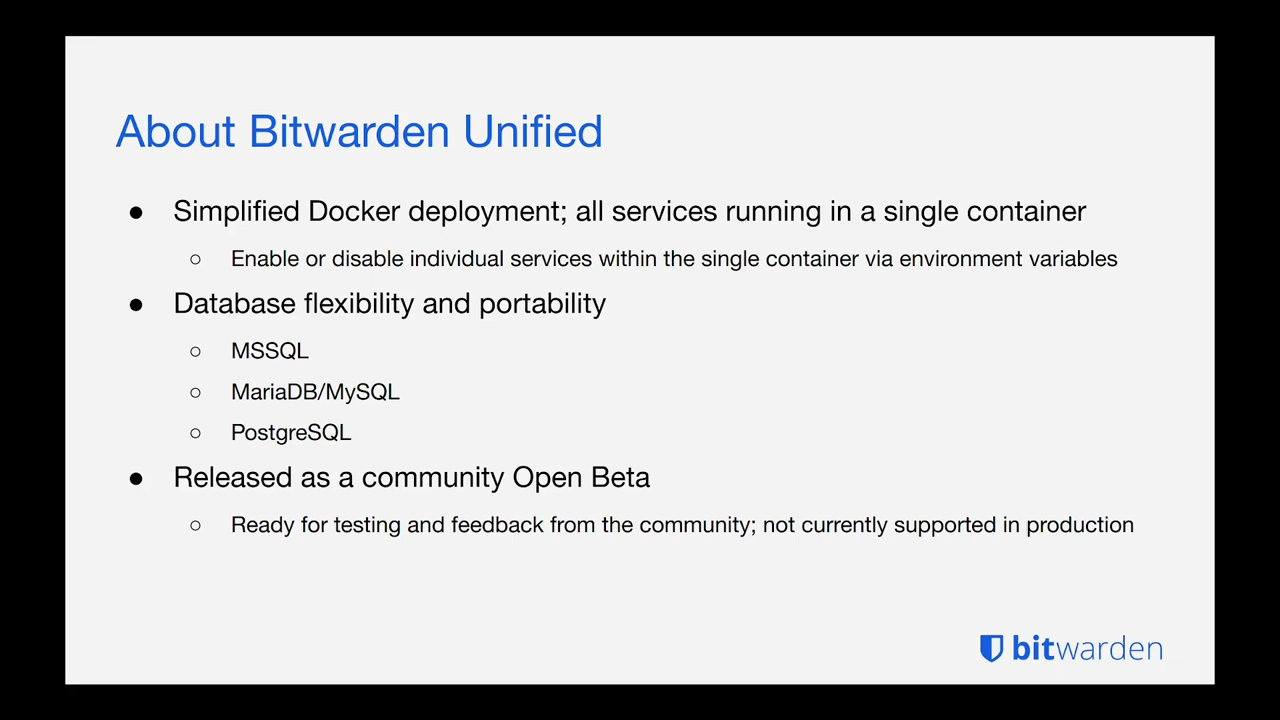 About Bitwarden Unified
● Simplified Docker deployment; all services running in a single container
○ Enable or disable individual services within the single container via environment variables
● Database flexibility and portability
○ MSSQL
○ MariaDB/MySQL
○ PostgreSQL
● Released as a community Open Beta
○ Ready for testing and feedback from the community; not currently supported in production
bitwarden